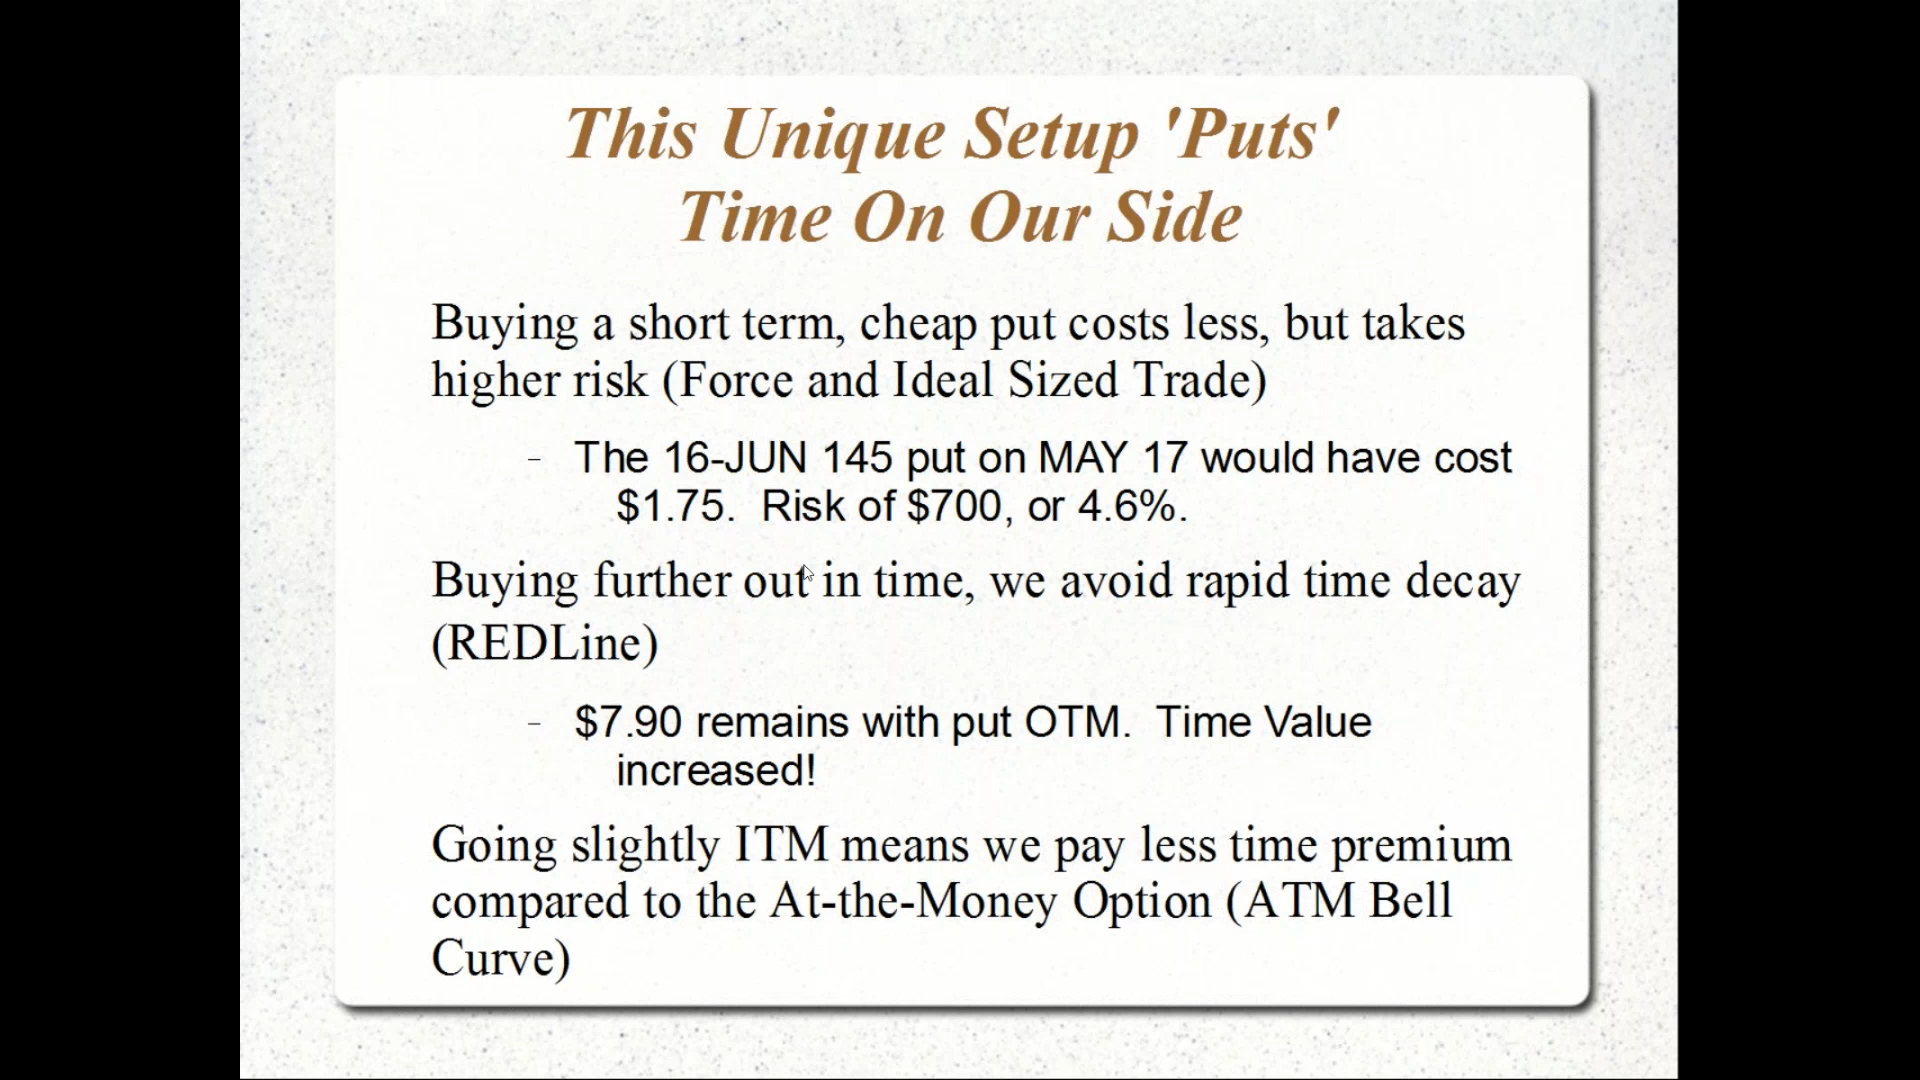 This Unique Setup 'Puts'
Time On Our Side
Buying a short term, cheap put costs less, but takes
higher risk (Force and Ideal Sized Trade)
– The 16-JUN 145 put on MAY 17 would have cost
$1.75.  Risk of $700, or 4.6%.
Buying further out in time, we avoid rapid time decay
(REDLine)
– $7.90 remains with put OTM.  Time Value
increased!
Going slightly ITM means we pay less time premium
compared to the At-the-Money Option (ATM Bell
Curve)